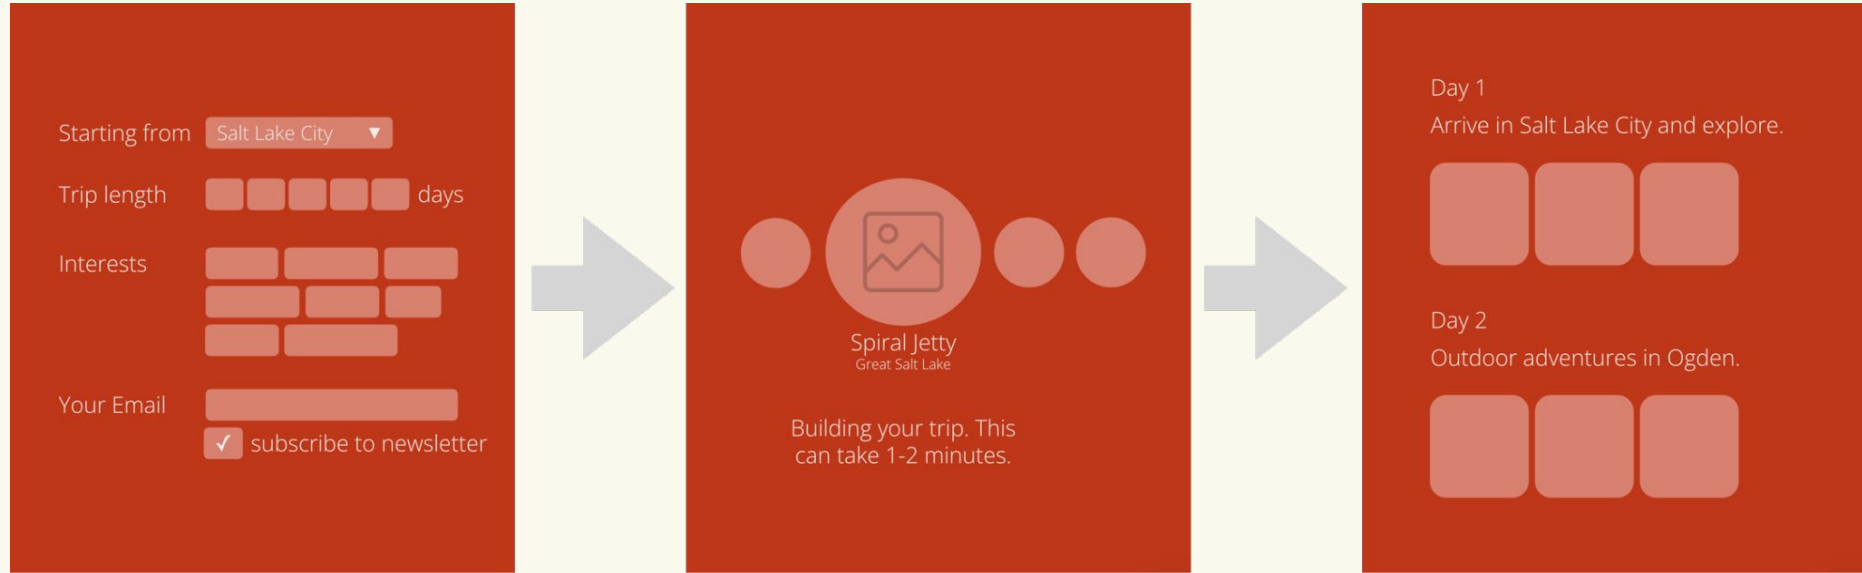 Starting from Salt Lake City ▼
Trip length days
Interests
Your Email
✓ subscribe to newsletter
Spiral Jetty
Great Salt Lake
Building your trip. This
can take 1-2 minutes.
Day 1
Arrive in Salt Lake City and explore.
Day 2
Outdoor adventures in Ogden.